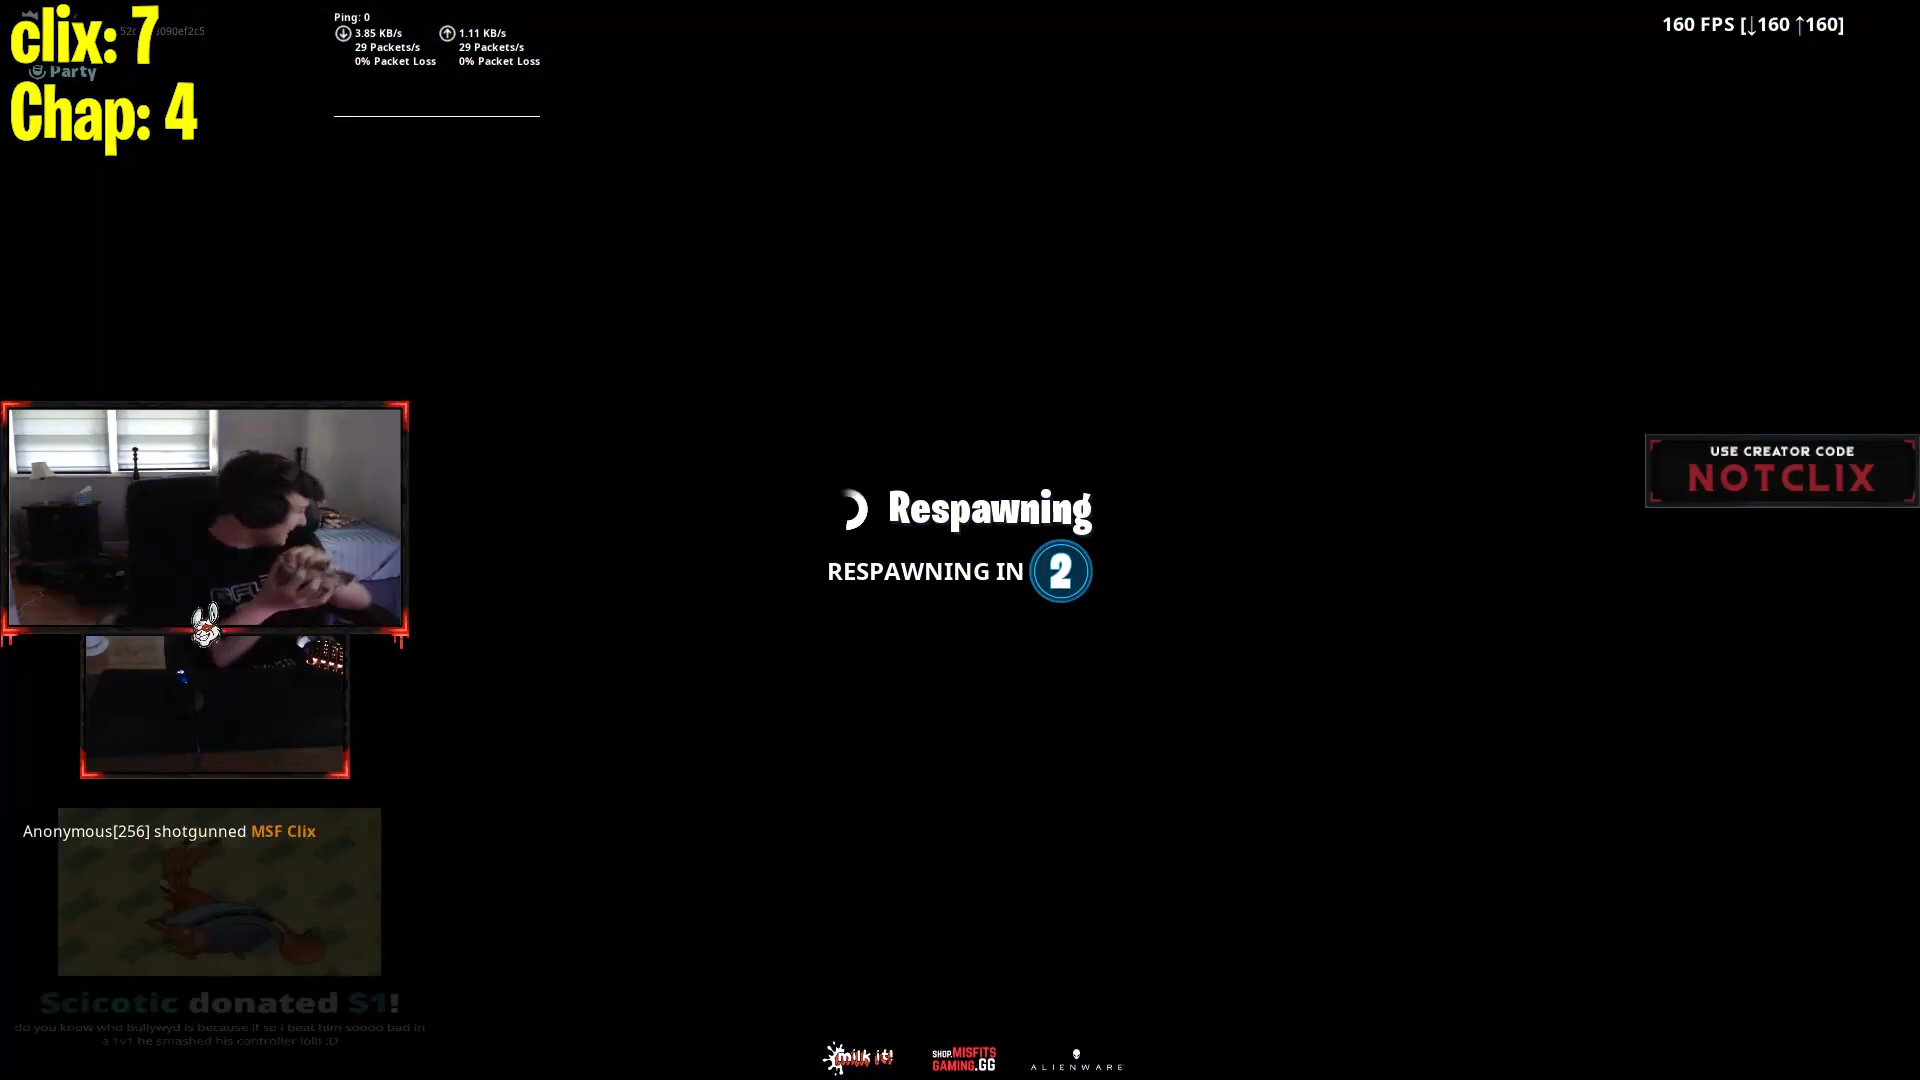 clix: 7
Chap: 4
Party
Ping: 0
3.85 KB/s
1.11 KB/s
29 Packets/s
29 Packets/s
0% Packet Loss
0% Packet Loss
160 FPS [↓160 ↑160]
USE CREATOR CODE
NOTCLIX
Respawning
RESPAWNING IN 2
Anonymous[256] shotgunned MSF Clix
Scicotic donated $1!
do you know who bullywyd is because if so i beat him soooo bad in
a 1v1 he smashed his controller lolll :D
milk it!
SHOP.MISFITS
GAMING.GG
ALIENWARE